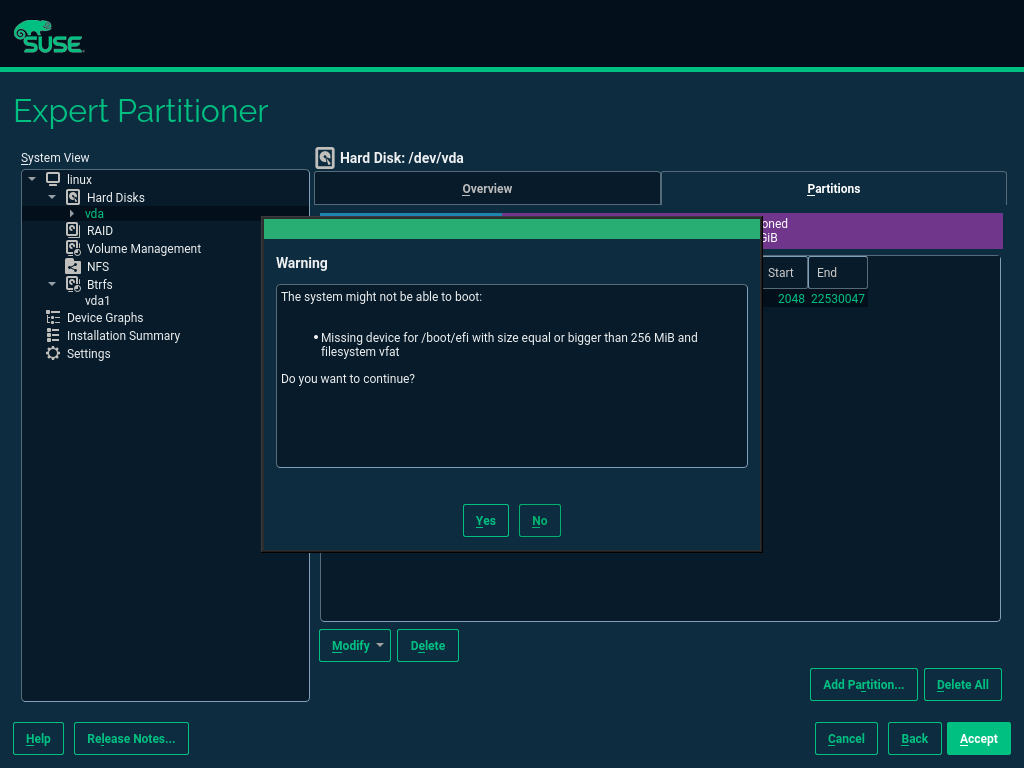 SUSE
Expert Partitioner
System View
linux
Hard Disks
vda
RAID
Volume Management
NFS
Btrfs
vda1
Device Graphs
Installation Summary
Settings
Hard Disk: /dev/vda
Overview
Partitions
oned
GiB
Start
End
2048
22530047
Warning
The system might not be able to boot:
• Missing device for /boot/efi with size equal or bigger than 256 MiB and
filesystem vfat
Do you want to continue?
Yes
No
Modify
Delete
Add Partition...
Delete All
Help
Release Notes...
Cancel
Back
Accept